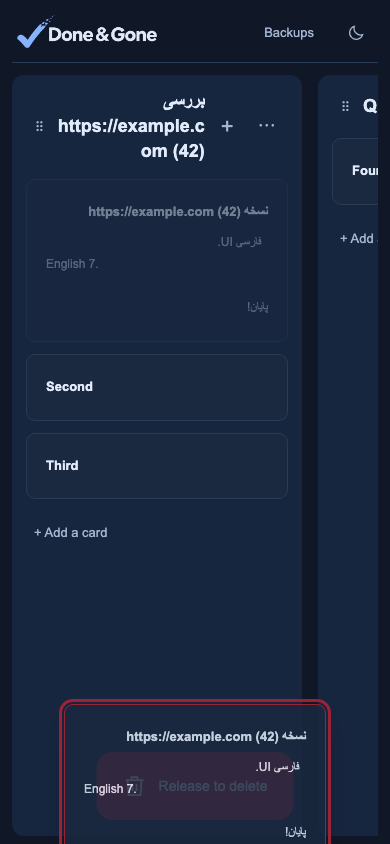 Done & Gone
Backups
بررسی
https://example.c
om (42)
+
...
Q
نسخه https://example.com (42)
فارسی UI.
English 7.
پایان!
Four
+ Add a
Second
Third
+ Add a card
نسخه https://example.com (42)
فارسی UI.
Release to delete
English 7.
پایان!